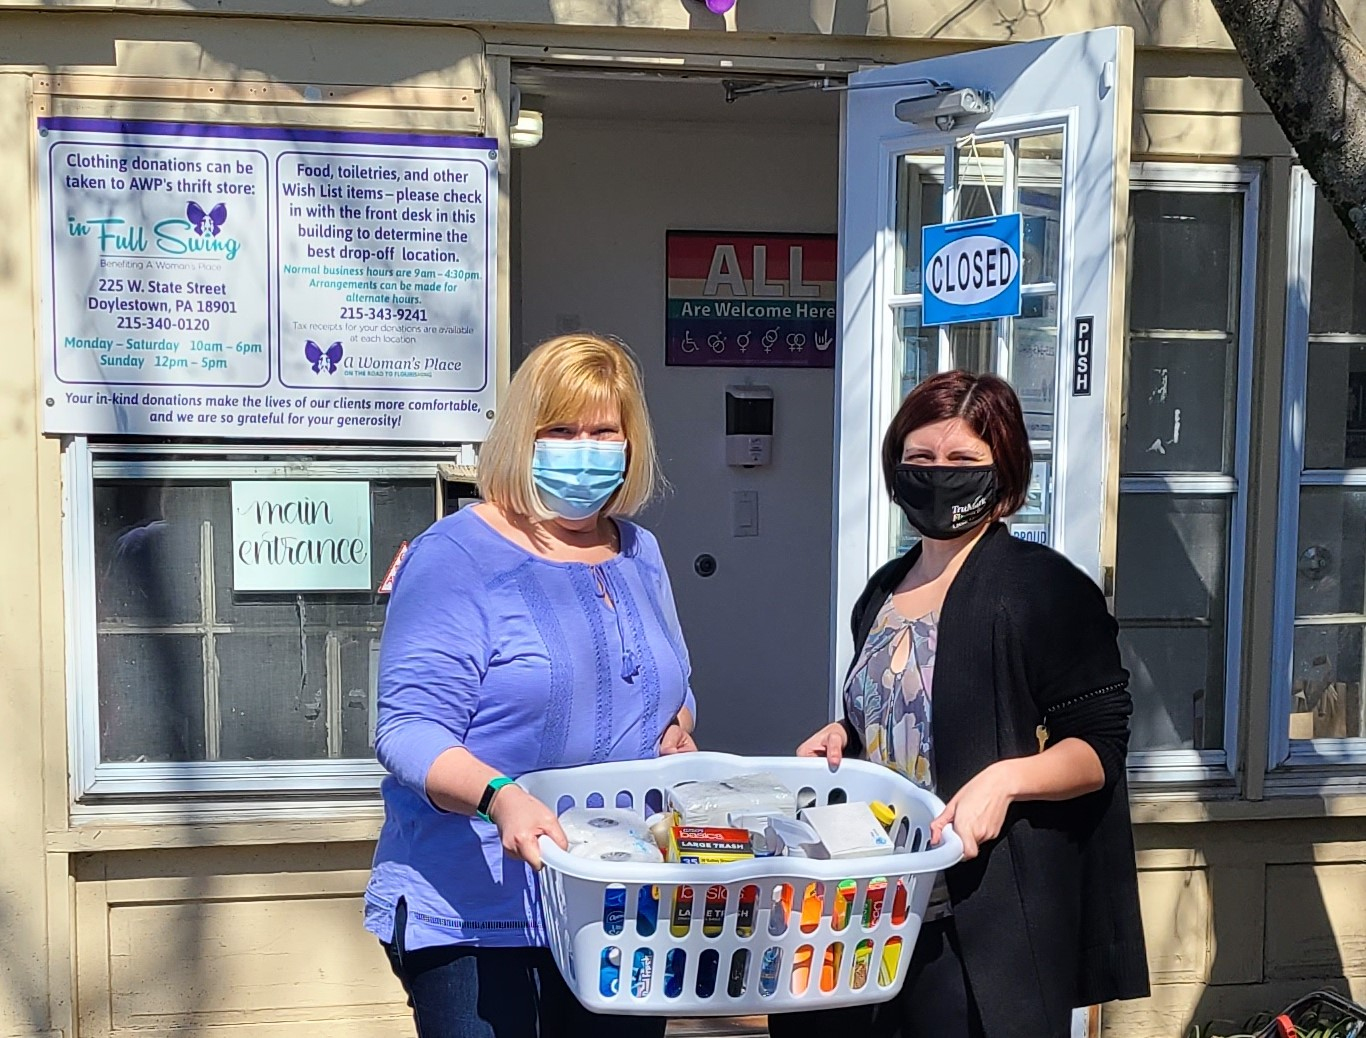 Clothing donations can be
taken to AWP's thrift store:
in Full Swing
Benefiting A Woman's Place
225 W. State Street
Doylestown, PA 18901
215-340-0120
Monday – Saturday 10am – 6pm
Sunday 12pm – 5pm
Food, toiletries, and other
Wish List items – please check
in with the front desk in this
building to determine the
best drop-off location.
Normal business hours are 9am – 4:30pm.
Arrangements can be made for
alternate hours.
215-343-9241
Tax receipts for your donations are available
at each location
a Woman's Place
ON THE ROAD TO FLOURISHING
Your in-kind donations make the lives of our clients more comfortable,
and we are so grateful for your generosity!
main
entrance
ALL
Are Welcome Here
CLOSED
PUSH
PROUD
TruMark
basics
LARGE TRASH
35
basics
LARGE TRASH